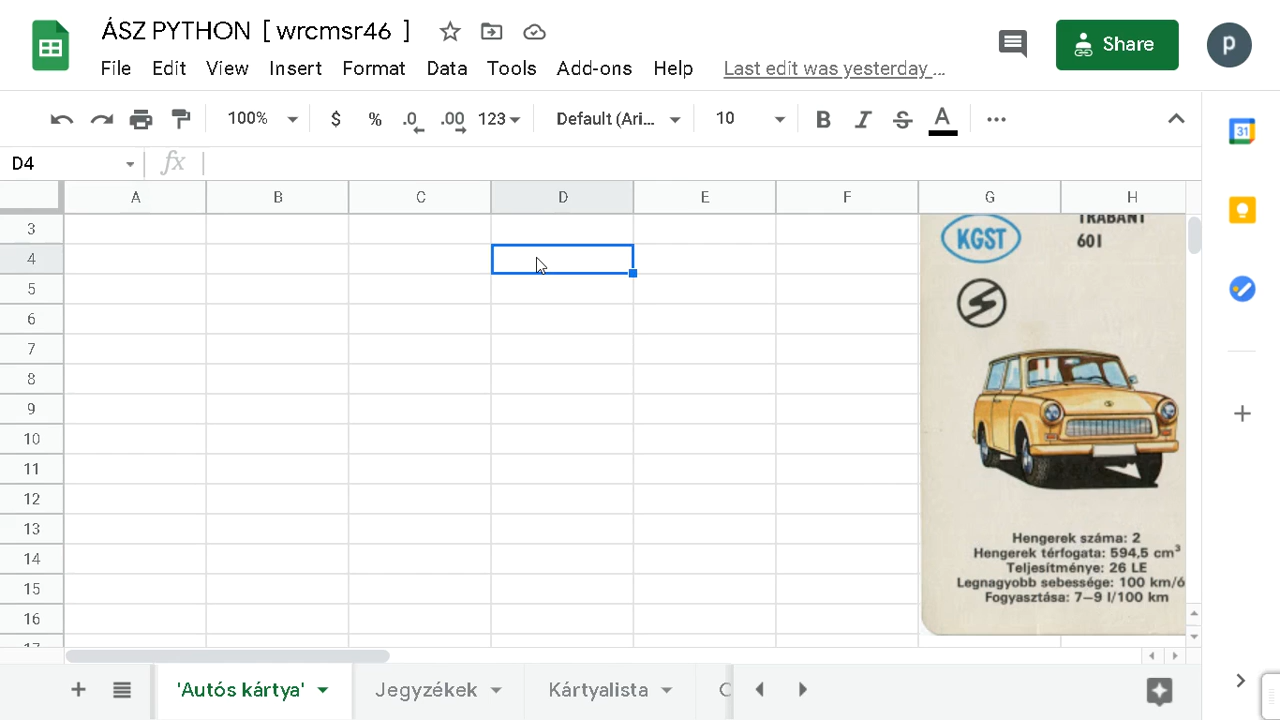 ÁSZ PYTHON [ wrcmsr46 ]
Share
p
File Edit View Insert Format Data Tools Add-ons Help Last edit was yesterday ...
100% $ % .0 .00 123 Default (Ari... 10 B I S A
31
D4 fx
A B C D E F G H
3
4
5
6
7
8
9
10
11
12
13
14
15
16
TRABANT
601
KGST
Hengerek száma: 2
Hengerek térfogata: 594,5 cm³
Teljesítménye: 26 LE
Legnagyobb sebessége: 100 km/ó
Fogyasztása: 7–9 l/100 km
'Autós kártya' Jegyzékek Kártyalista